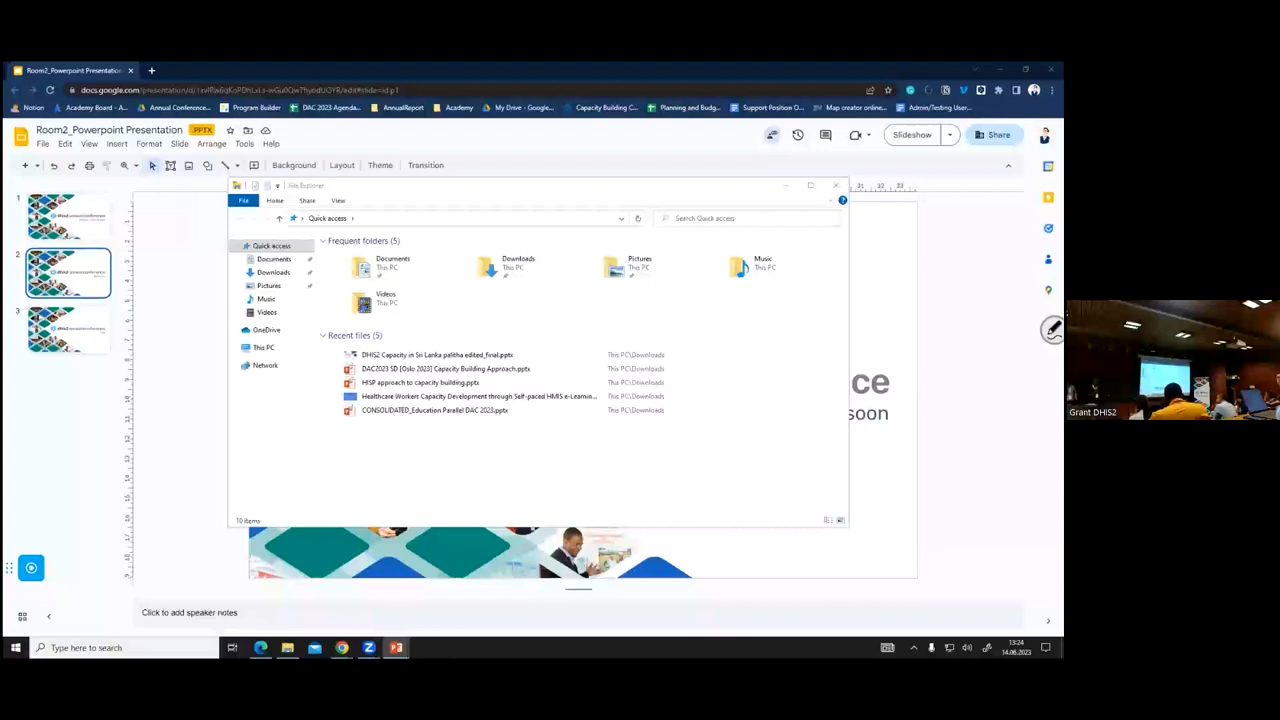 Room2_Powerpoint Presentation
Notion
Academy Board - A...
Annual Conference...
Program Builder
DAC 2023 Agenda...
AnnualReport
Academy
My Drive - Google...
Capacity Building C...
Planning and Budg...
Support Position O...
Map creator online...
Admin/Testing User...
Room2_Powerpoint Presentation
.PPTX
Slideshow
Share
File Edit View Insert Format Slide Arrange Tools Help
Background Layout Theme Transition
31 32 33
File Explorer
File Home Share View
Quick access
Search Quick access
Quick access
Documents
Downloads
Pictures
Music
Videos
OneDrive
This PC
Network
Frequent folders (5)
Documents
This PC
Downloads
This PC
Pictures
This PC
Music
This PC
Videos
This PC
Recent files (5)
DHIS2 Capacity in Sri Lanka palitha edited_final.pptx This PC\Downloads
DAC2023 SD [Oslo 2023] Capacity Building Approach.pptx This PC\Downloads
HISP approach to capacity building.pptx This PC\Downloads
Healthcare Workers Capacity Development through Self-paced HMIS e-Learnin... This PC\Downloads
CONSOLIDATED_Education Parallel DAC 2023.pptx This PC\Downloads
10 items
1
2
3
ce
soon
Grant DHIS2
Click to add speaker notes
Type here to search
13:24
14.06.2023